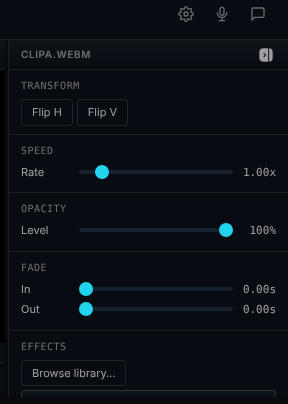 CLIPA.WEBM
TRANSFORM
Flip H Flip V
SPEED
Rate 1.00x
OPACITY
Level 100%
FADE
In 0.00s
Out 0.00s
EFFECTS
Browse library...